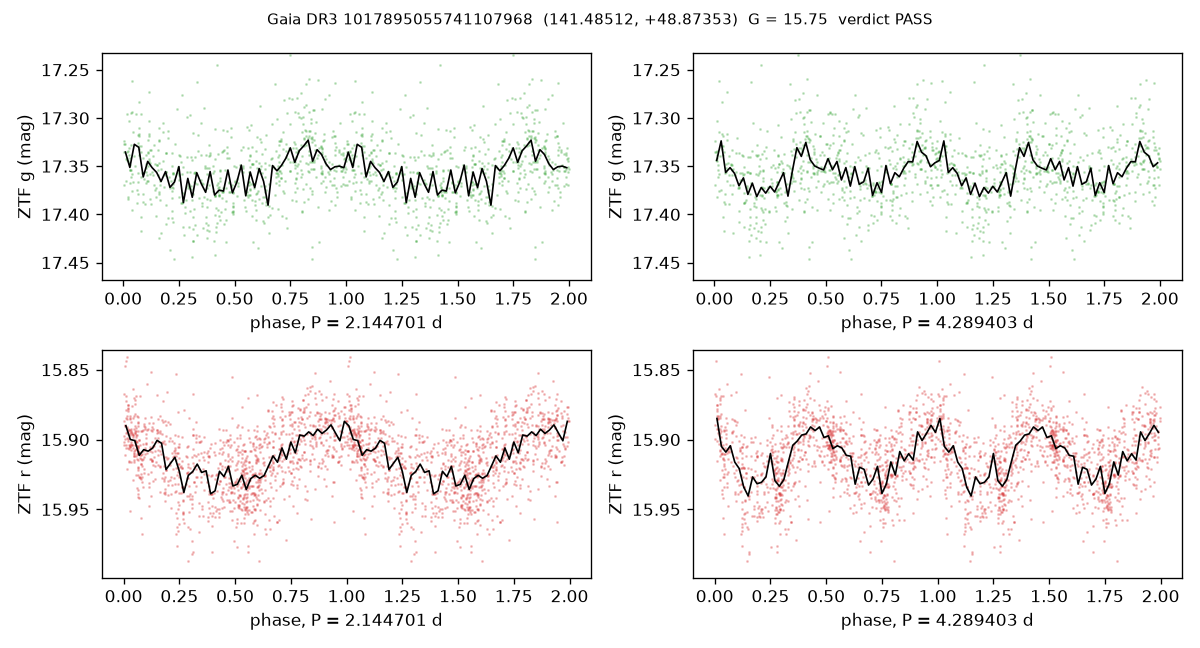 Gaia DR3 1017895055741107968  (141.48512, +48.87353)  G = 15.75  verdict PASS
ZTF g (mag)
17.25
17.30
17.35
17.40
17.45
0.00 0.25 0.50 0.75 1.00 1.25 1.50 1.75 2.00
phase, P = 2.144701 d
ZTF g (mag)
17.25
17.30
17.35
17.40
17.45
0.00 0.25 0.50 0.75 1.00 1.25 1.50 1.75 2.00
phase, P = 4.289403 d
ZTF r (mag)
15.85
15.90
15.95
0.00 0.25 0.50 0.75 1.00 1.25 1.50 1.75 2.00
phase, P = 2.144701 d
ZTF r (mag)
15.85
15.90
15.95
0.00 0.25 0.50 0.75 1.00 1.25 1.50 1.75 2.00
phase, P = 4.289403 d